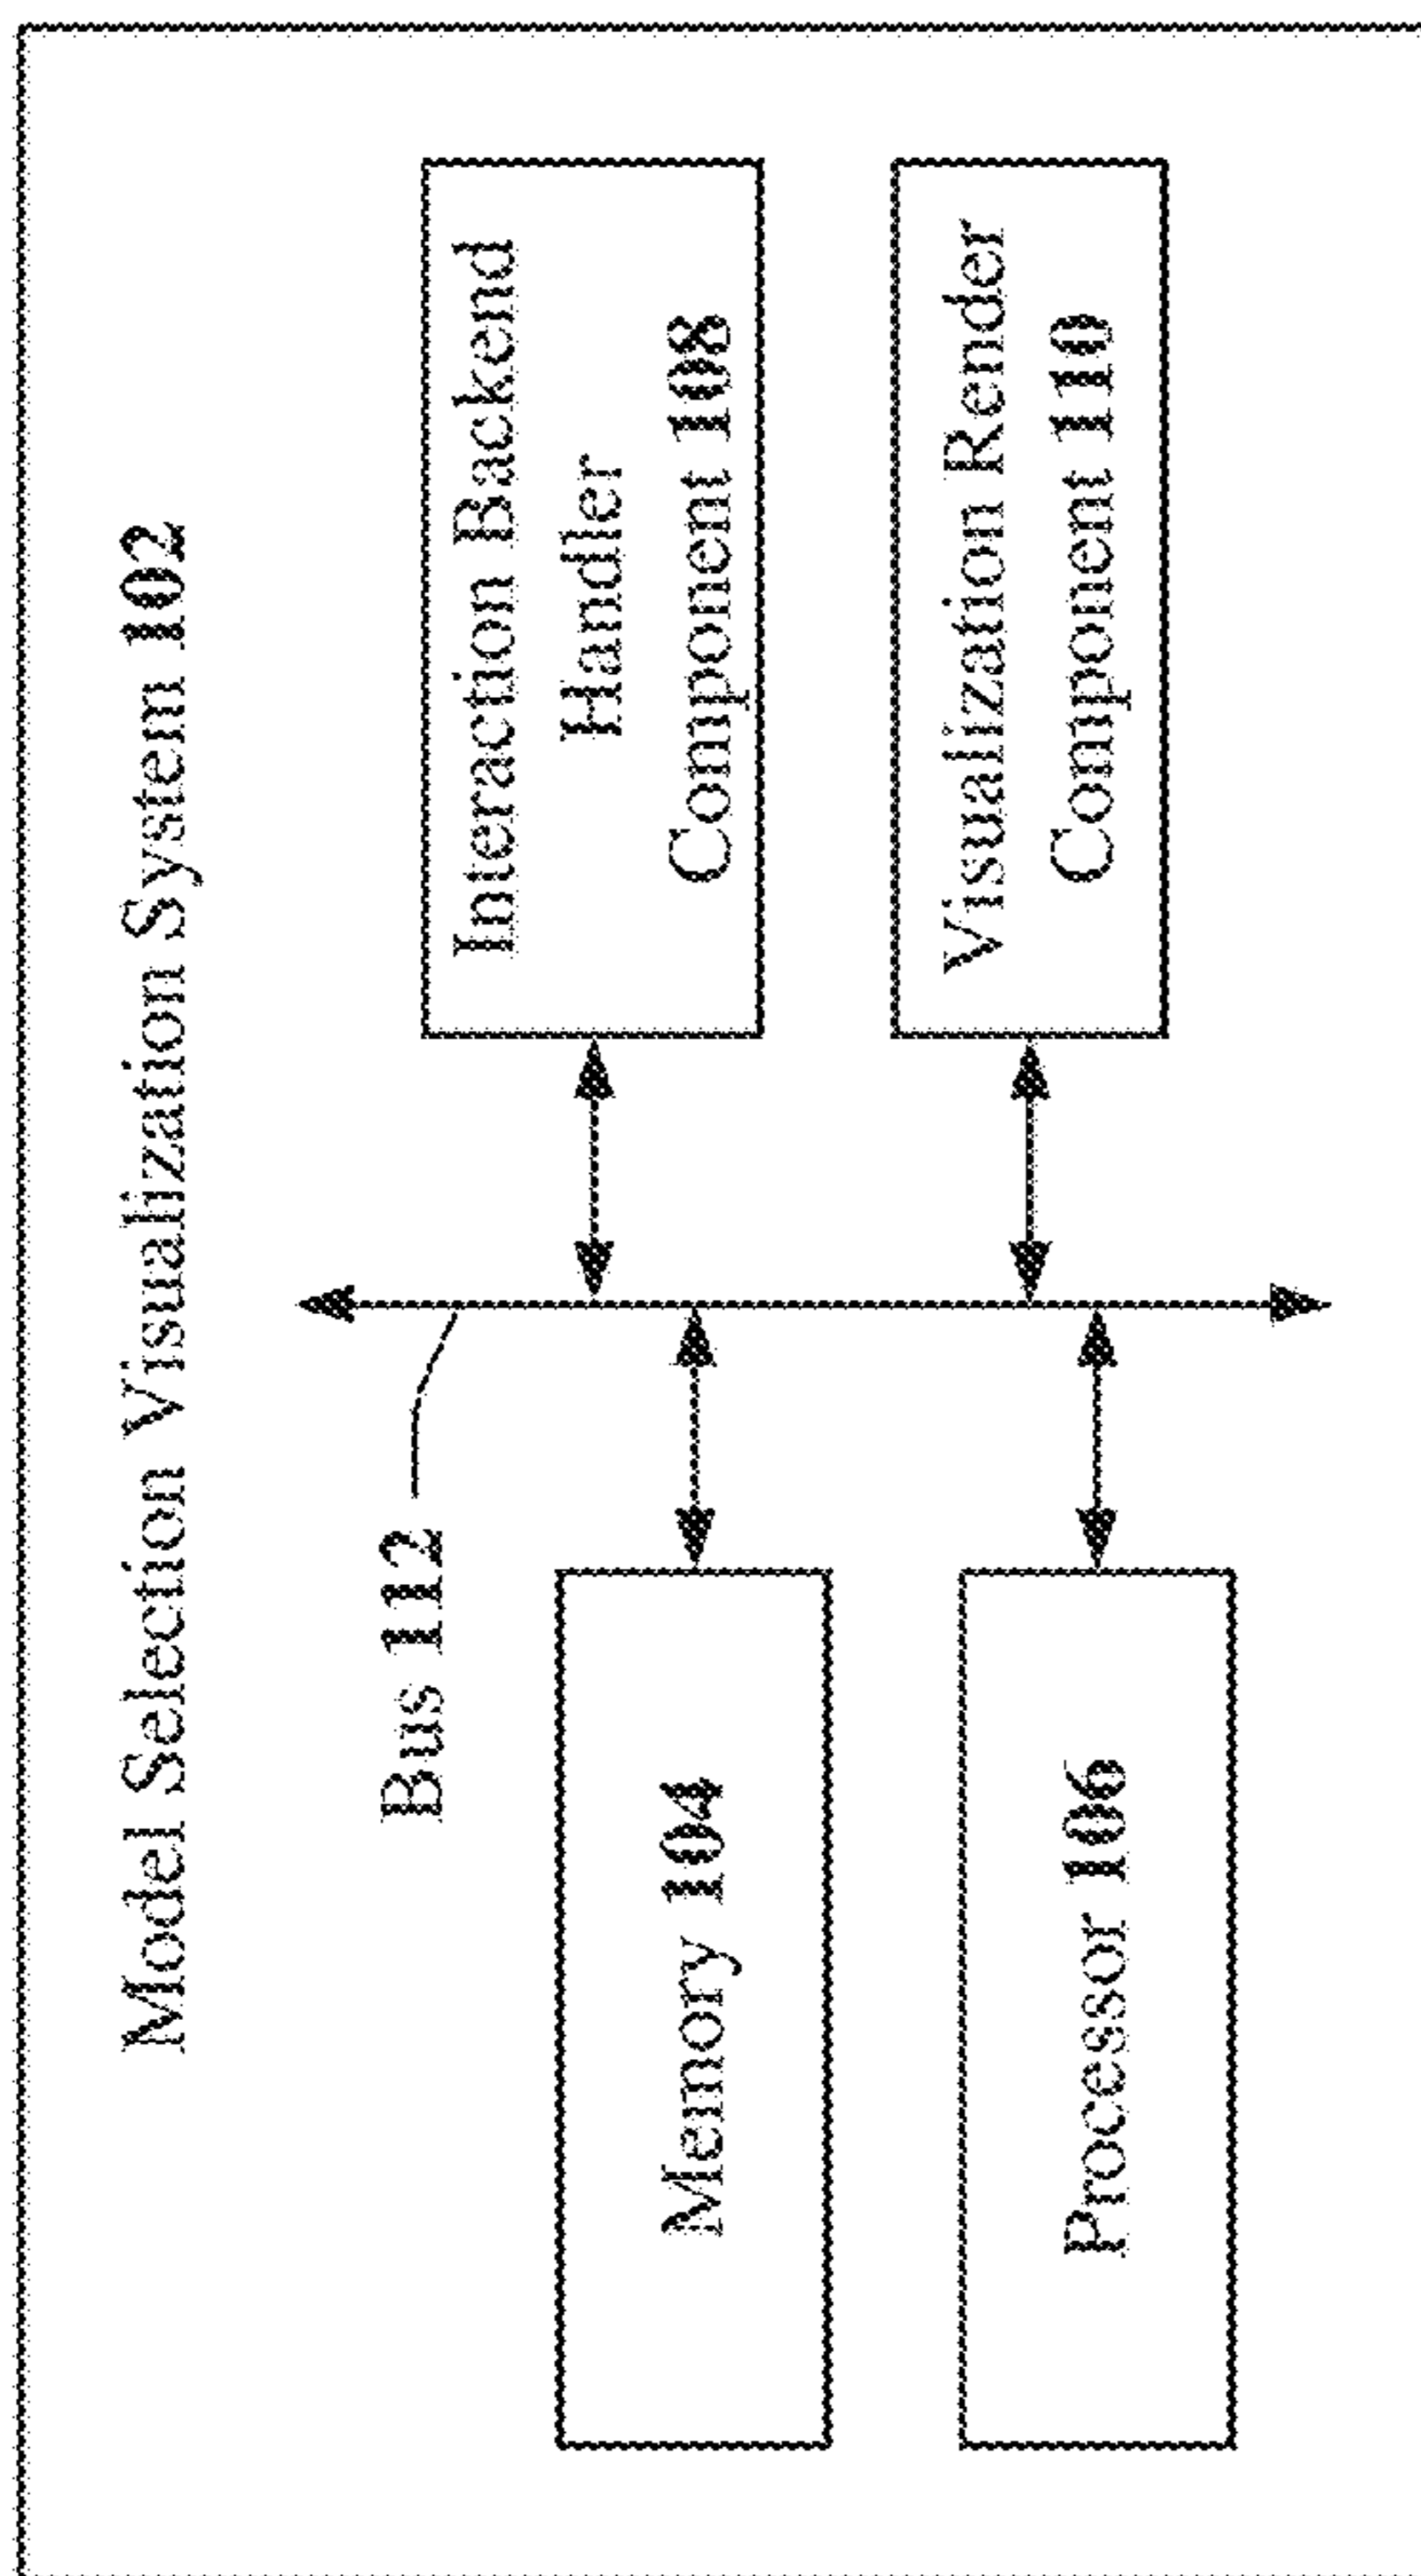 Model Selection Visualization System 102
Bus 112
Memory 104
Processor 106
Interaction Backend
Handler
Component 108
Visualization Render
Component 110